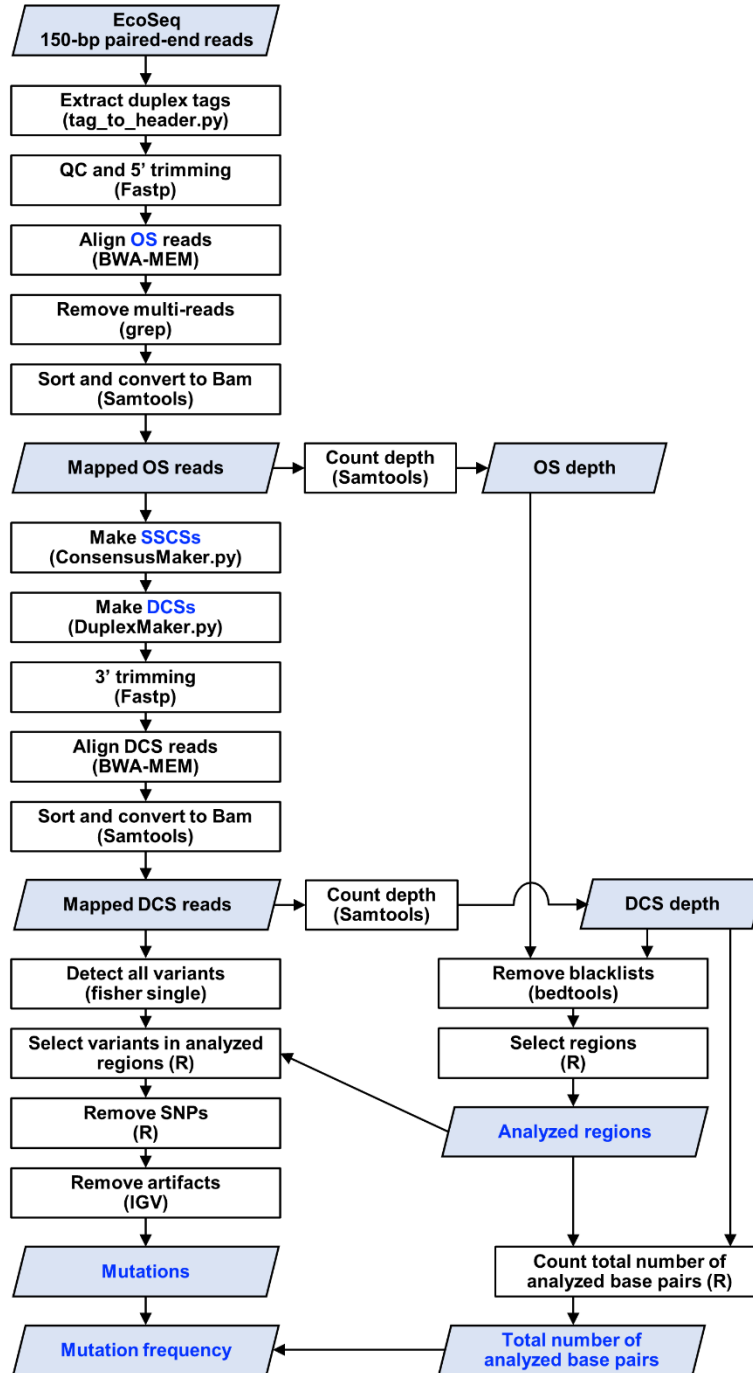 EcoSeq
150-bp paired-end reads
Extract duplex tags
(tag_to_header.py)
QC and 5’ trimming
(Fastp)
Align OS reads
(BWA-MEM)
Remove multi-reads
(grep)
Sort and convert to Bam
(Samtools)
Mapped OS reads
Count depth
(Samtools)
OS depth
Make SSCSs
(ConsensusMaker.py)
Make DCSs
(DuplexMaker.py)
3’ trimming
(Fastp)
Align DCS reads
(BWA-MEM)
Sort and convert to Bam
(Samtools)
Mapped DCS reads
Count depth
(Samtools)
DCS depth
Detect all variants
(fisher single)
Remove blacklists
(bedtools)
Select variants in analyzed
regions (R)
Select regions
(R)
Remove SNPs
(R)
Analyzed regions
Remove artifacts
(IGV)
Mutations
Count total number of
analyzed base pairs (R)
Mutation frequency
Total number of
analyzed base pairs